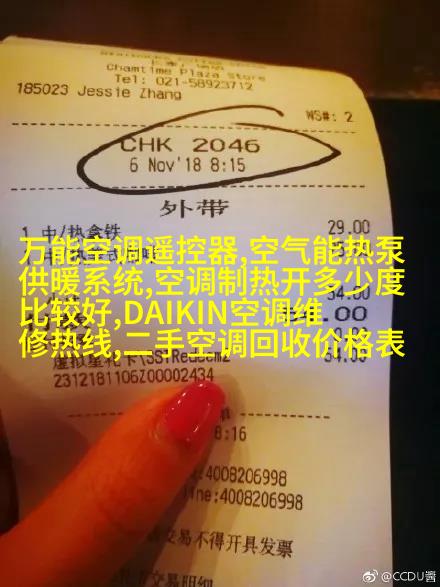 Chamtime Plaza Store
Tel: 021-58923712
185023 Jessie Zhang
WS#: 2
CHK 2046
6 Nov'18 8:15
外带
1 中/热拿铁 29.00
万能空调遥控器,空气能热泵
供暖系统,空调制热开多少度
比较好,DAIKIN空调维
修热线,二手空调回收价格表
2312181106Z00002434
8:16
:4008206998
line:4008206998
交易不得开具发票
@CCDU酱